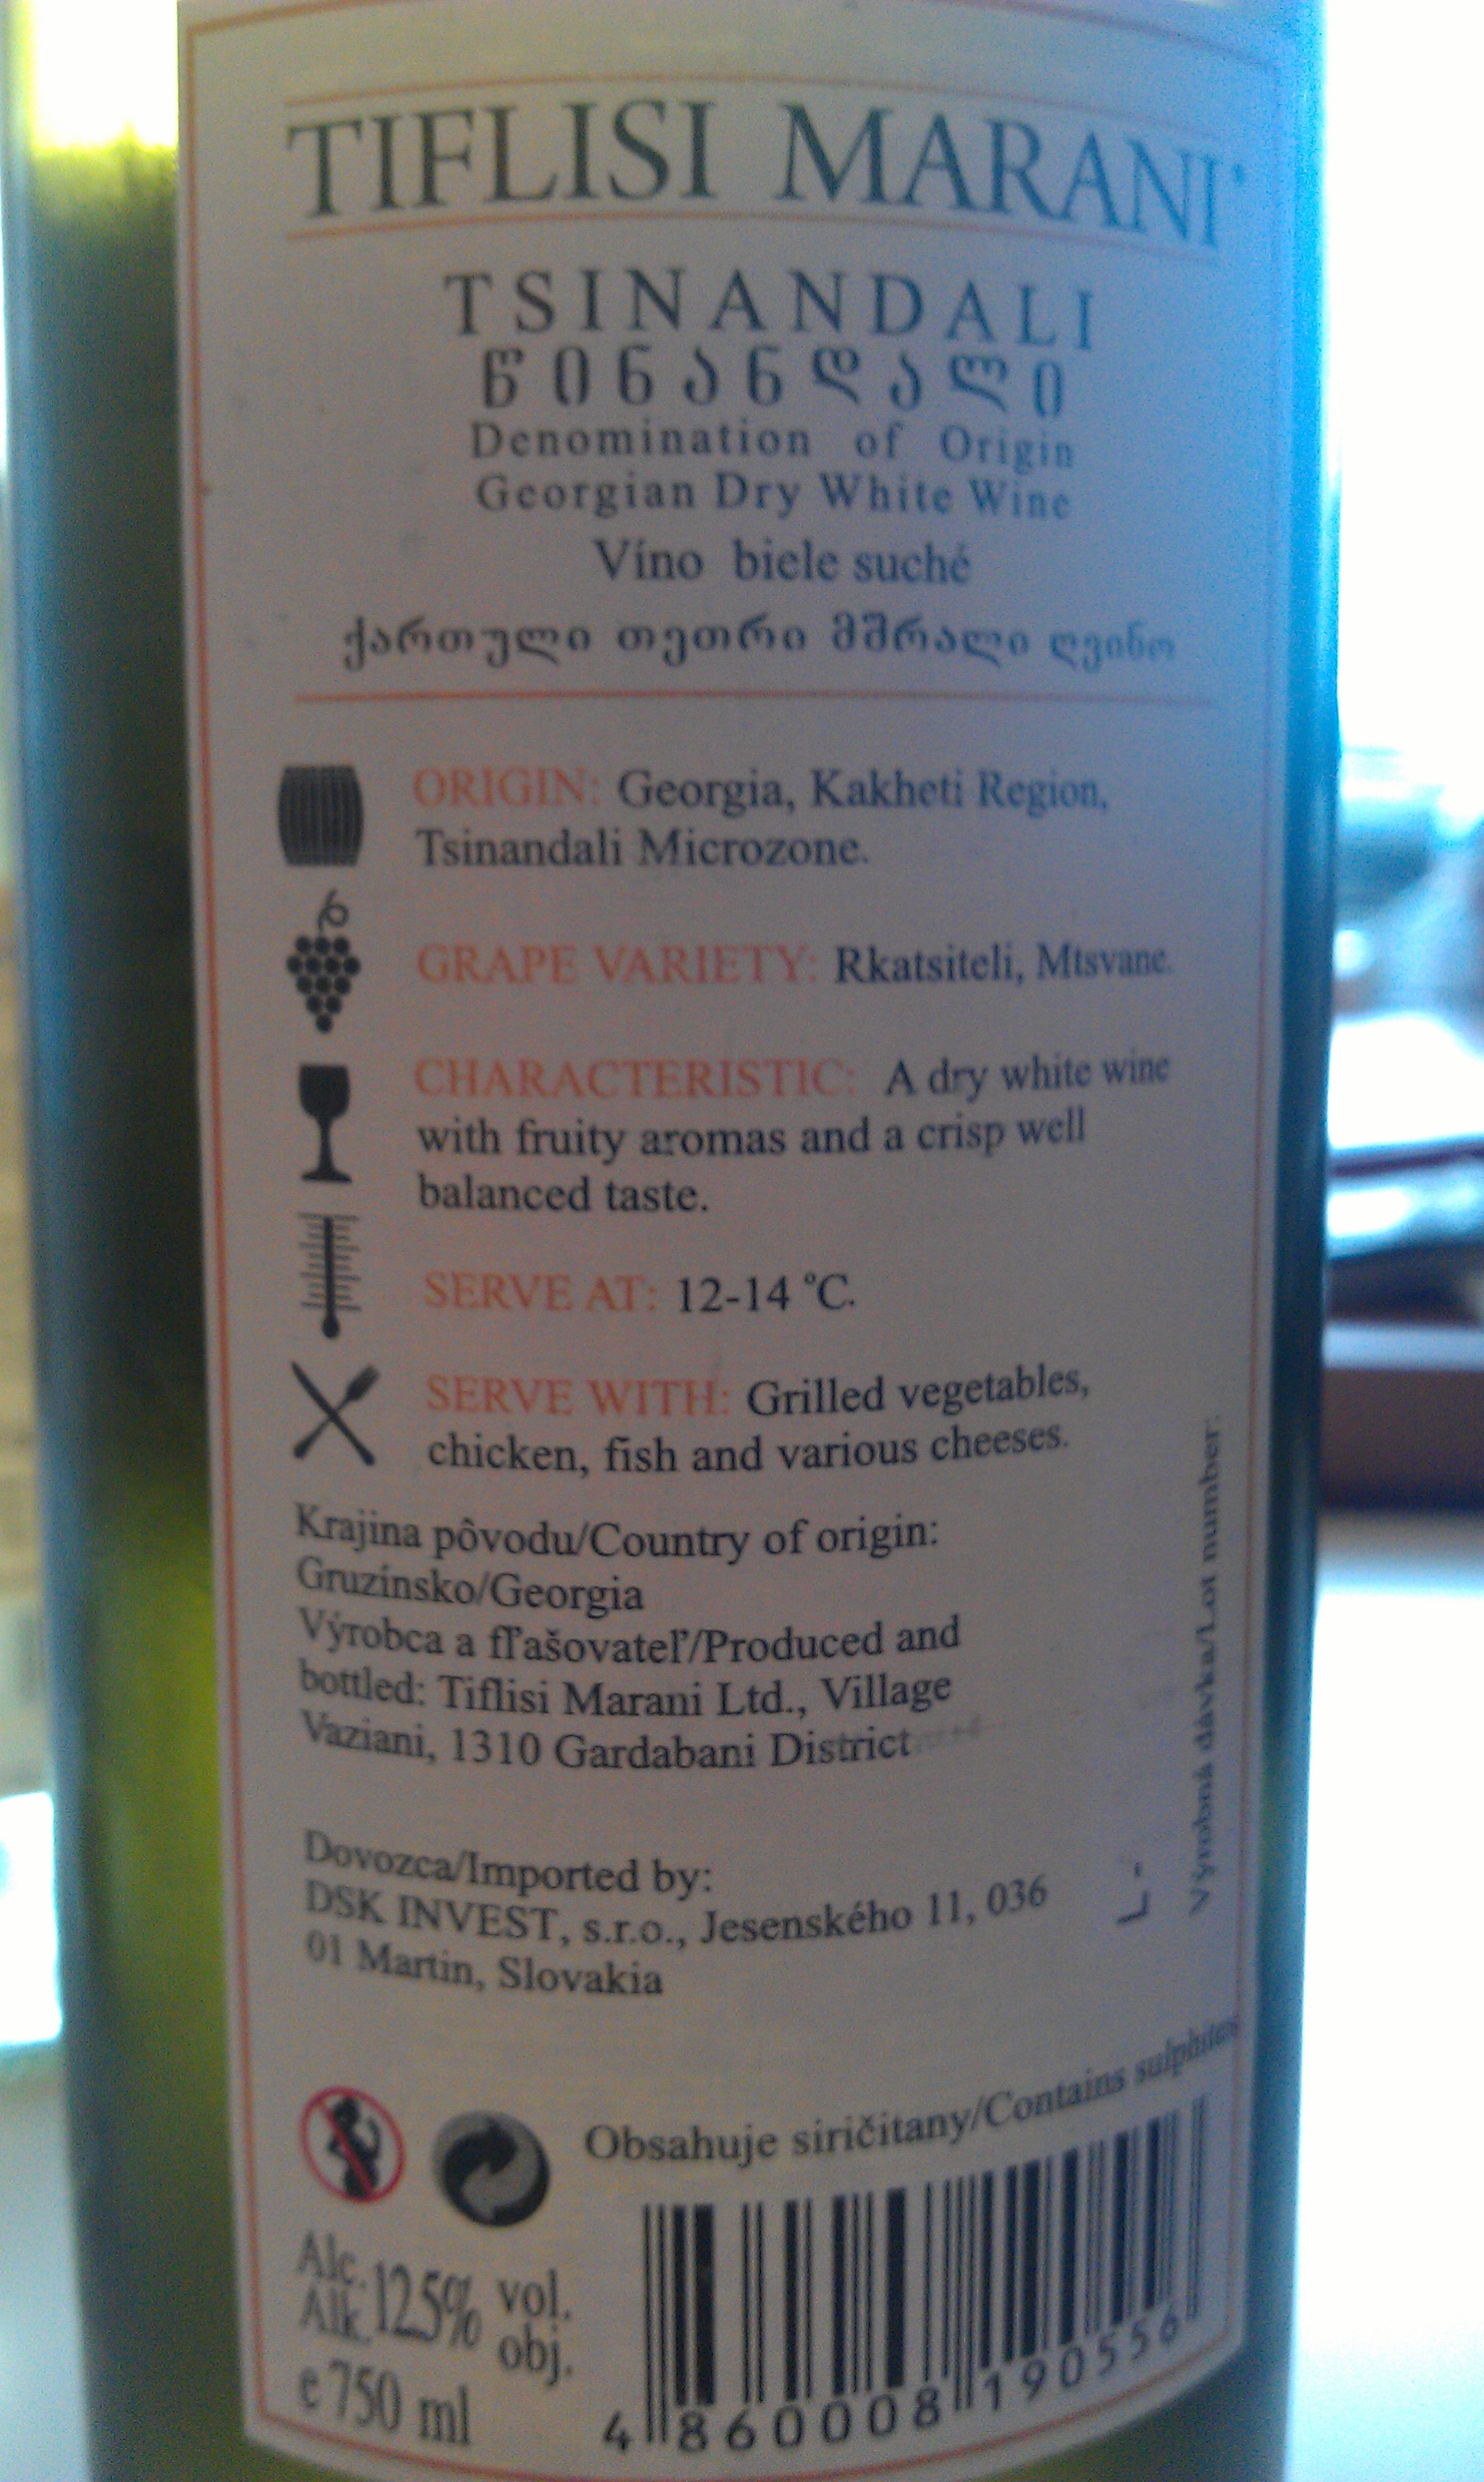 TIFLISI MARANI
TSINANDALI
წინანდალი
Denomination of Origin
Georgian Dry White Wine
Víno biele suché
ქართული თეთრი მშრალი ღვინო
ORIGIN: Georgia, Kakheti Region,
Tsinandali Microzone.
GRAPE VARIETY: Rkatsiteli, Mtsvane.
CHARACTERISTIC: A dry white wine
with fruity aromas and a crisp well
balanced taste.
SERVE AT: 12-14 °C.
SERVE WITH: Grilled vegetables,
chicken, fish and various cheeses.
Krajina pôvodu/Country of origin:
Gruzínsko/Georgia
Výrobca a fľašovateľ/Produced and
bottled: Tiflisi Marani Ltd., Village
Vaziani, 1310 Gardabani District
Výrobná dávka/Lot number:
L-
Dovozca/Imported by:
DSK INVEST, s.r.o., Jesenského 11, 036
01 Martin, Slovakia
Obsahuje siričitany/Contains sulphites
Alc. 12.5% vol.
Alk. obj.
e 750 ml
4 860008 190556